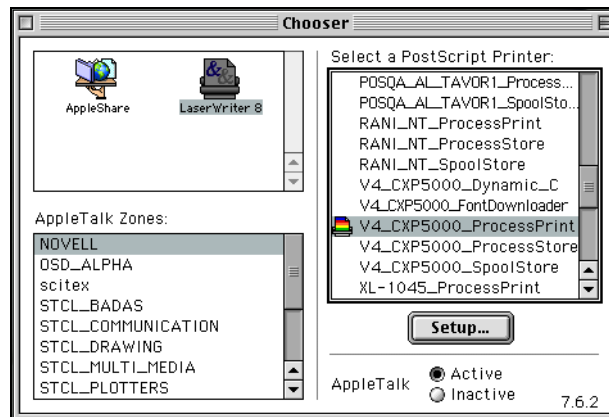 Chooser
AppleShare
LaserWriter 8
AppleTalk Zones:
NOVELL
OSD_ALPHA
scitex
STCL_BADAS
STCL_COMMUNICATION
STCL_DRAWING
STCL_MULTI_MEDIA
STCL_PLOTTERS
Select a PostScript Printer:
POSQA_AL_TAVOR1_Process...
POSQA_AL_TAVOR1_SpoolSto...
RANI_NT_ProcessPrint
RANI_NT_ProcessStore
RANI_NT_SpoolStore
V4_CXP5000_Dynamic_C
V4_CXP5000_FontDownloader
V4_CXP5000_ProcessPrint
V4_CXP5000_ProcessStore
V4_CXP5000_SpoolStore
XL-1045_ProcessPrint
Setup...
AppleTalk
Active
Inactive
7.6.2